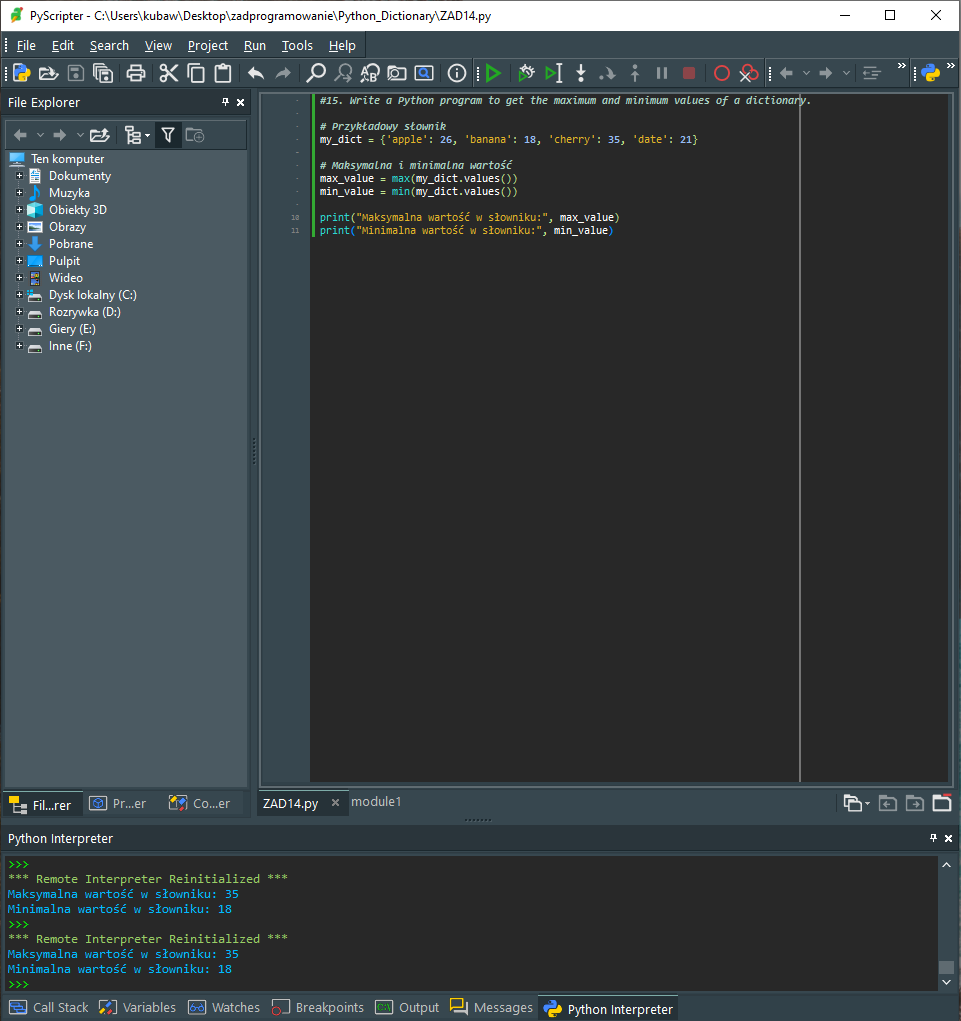 PyScripter - C:\Users\kubaw\Desktop\zadprogramowanie\Python_Dictionary\ZAD14.py
File Edit Search View Project Run Tools Help
File Explorer
Ten komputer
Dokumenty
Muzyka
Obiekty 3D
Obrazy
Pobrane
Pulpit
Wideo
Dysk lokalny (C:)
Rozrywka (D:)
Giery (E:)
Inne (F:)
Fil...rer Pr...er Co...er
#15. Write a Python program to get the maximum and minimum values of a dictionary.
# Przykładowy słownik
my_dict = {'apple': 26, 'banana': 18, 'cherry': 35, 'date': 21}
# Maksymalna i minimalna wartość
max_value = max(my_dict.values())
min_value = min(my_dict.values())
10 print("Maksymalna wartość w słowniku:", max_value)
11 print("Minimalna wartość w słowniku:", min_value)
ZAD14.py module1
Python Interpreter
>>>
*** Remote Interpreter Reinitialized ***
Maksymalna wartość w słowniku: 35
Minimalna wartość w słowniku: 18
>>>
*** Remote Interpreter Reinitialized ***
Maksymalna wartość w słowniku: 35
Minimalna wartość w słowniku: 18
>>>
Call Stack Variables Watches Breakpoints Output Messages Python Interpreter